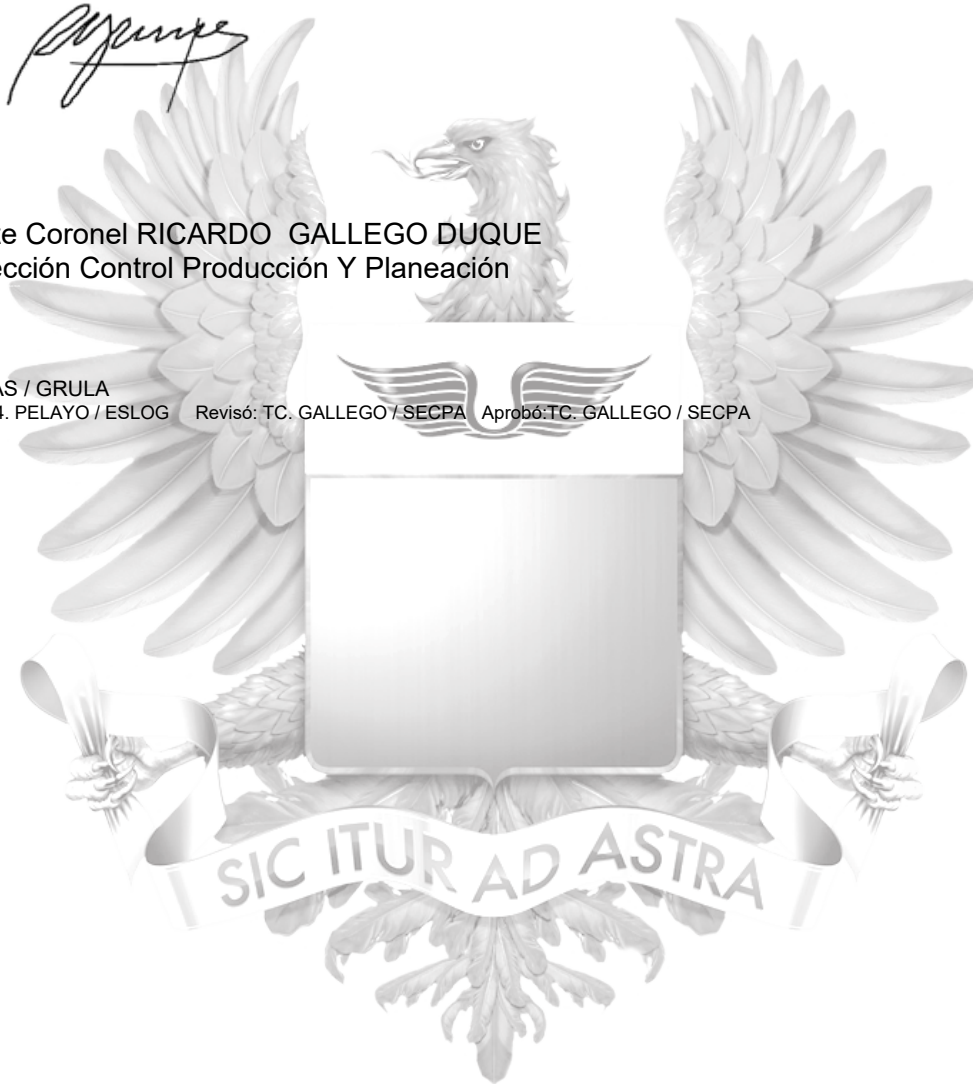 te Coronel RICARDO GALLEGO DUQUE
ección Control Producción Y Planeación
AS / GRULA
4. PELAYO / ESLOG Revisó: TC. GALLEGO / SECPA Aprobó:TC. GALLEGO / SECPA
SIC ITUR AD ASTRA